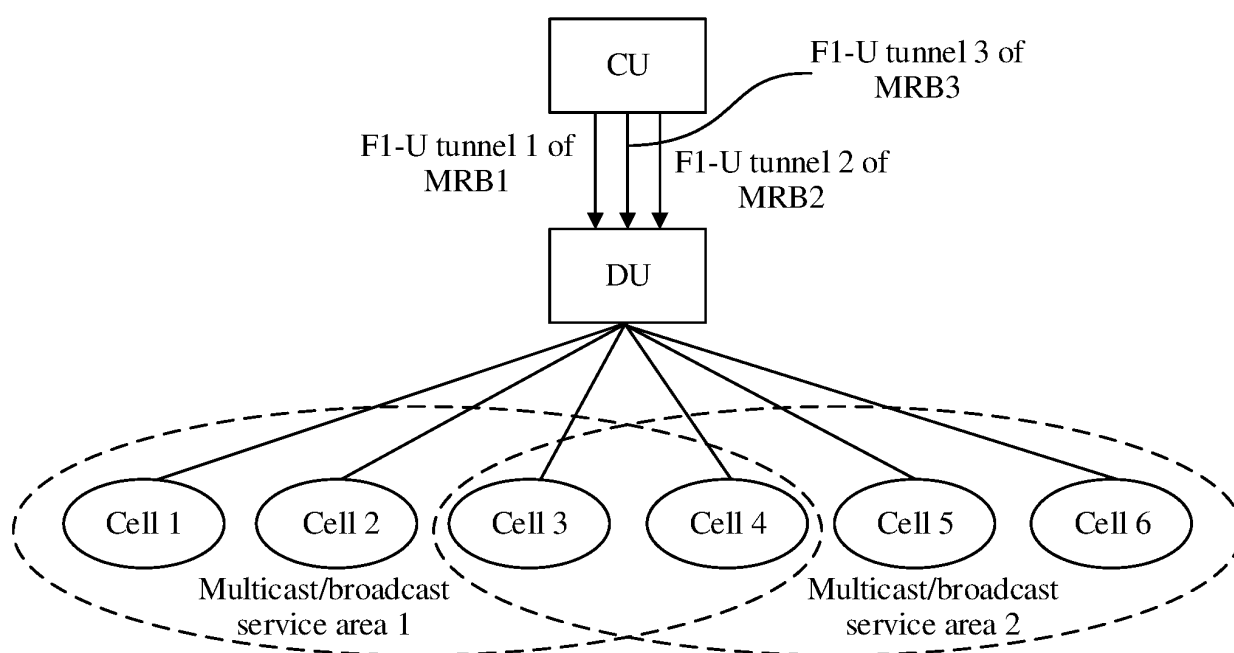 CU
F1-U tunnel 3 of
MRB3
F1-U tunnel 1 of
MRB1
F1-U tunnel 2 of
MRB2
DU
Cell 1
Cell 2
Cell 3
Cell 4
Cell 5
Cell 6
Multicast/broadcast
service area 1
Multicast/broadcast
service area 2